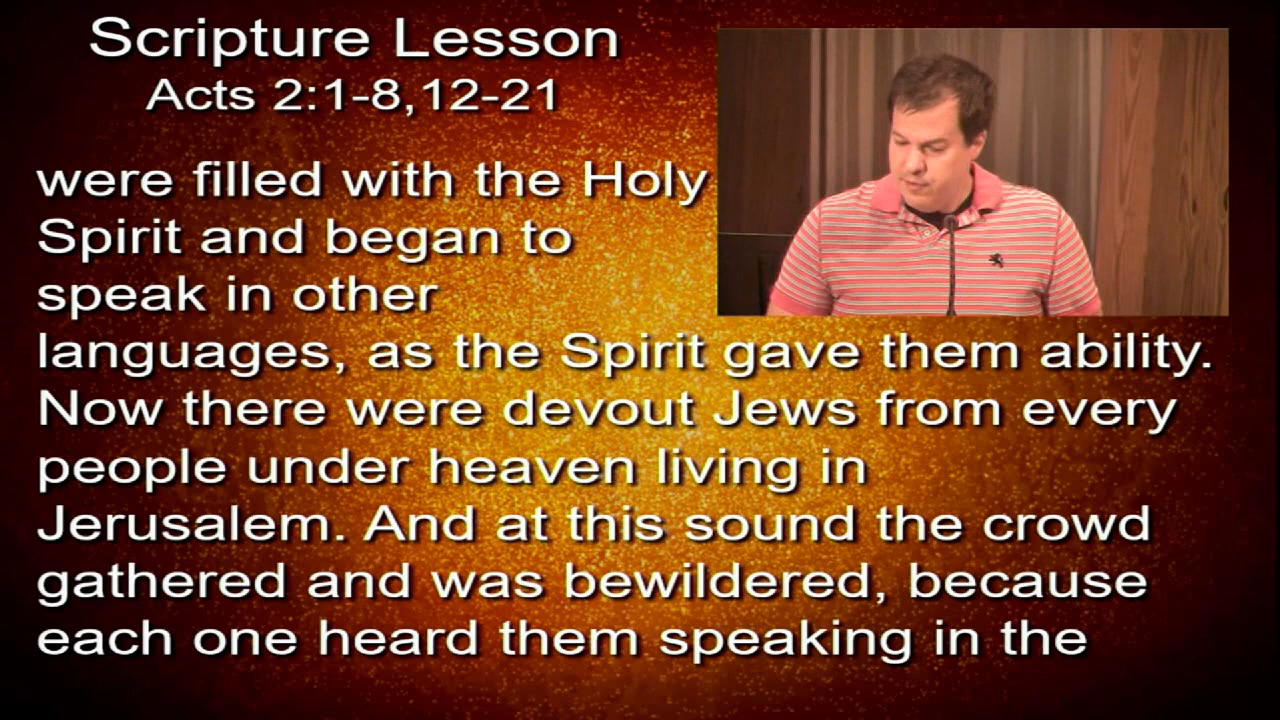 Scripture Lesson
Acts 2:1-8,12-21
were filled with the Holy
Spirit and began to
speak in other
languages, as the Spirit gave them ability.
Now there were devout Jews from every
people under heaven living in
Jerusalem. And at this sound the crowd
gathered and was bewildered, because
each one heard them speaking in the